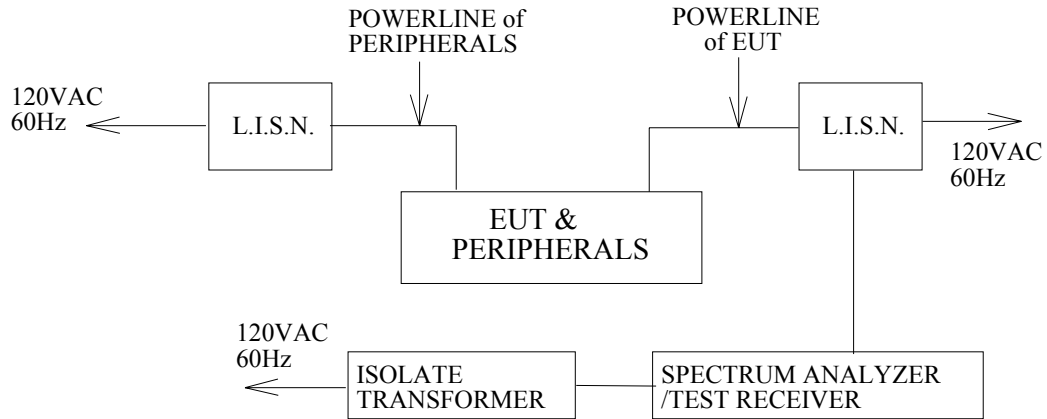 POWERLINE of
PERIPHERALS
POWERLINE
of EUT
120VAC
60Hz
L.I.S.N.
L.I.S.N.
120VAC
60Hz
EUT &
PERIPHERALS
120VAC
60Hz
ISOLATE
TRANSFORMER
SPECTRUM ANALYZER
/TEST RECEIVER